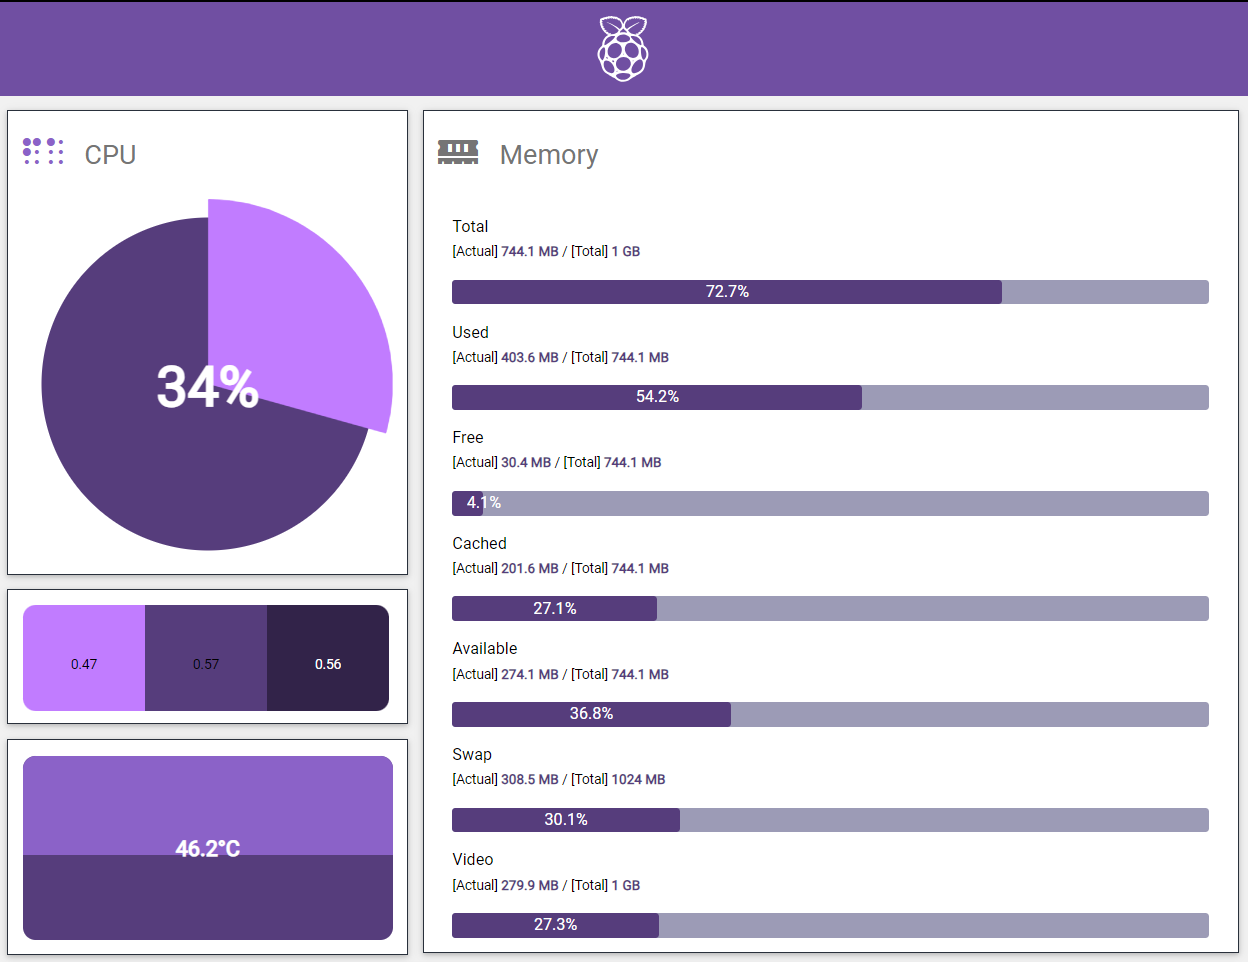 CPU
34%
0.47
0.57
0.56
46.2°C
Memory
Total
[Actual] 744.1 MB / [Total] 1 GB
72.7%
Used
[Actual] 403.6 MB / [Total] 744.1 MB
54.2%
Free
[Actual] 30.4 MB / [Total] 744.1 MB
4.1%
Cached
[Actual] 201.6 MB / [Total] 744.1 MB
27.1%
Available
[Actual] 274.1 MB / [Total] 744.1 MB
36.8%
Swap
[Actual] 308.5 MB / [Total] 1024 MB
30.1%
Video
[Actual] 279.9 MB / [Total] 1 GB
27.3%